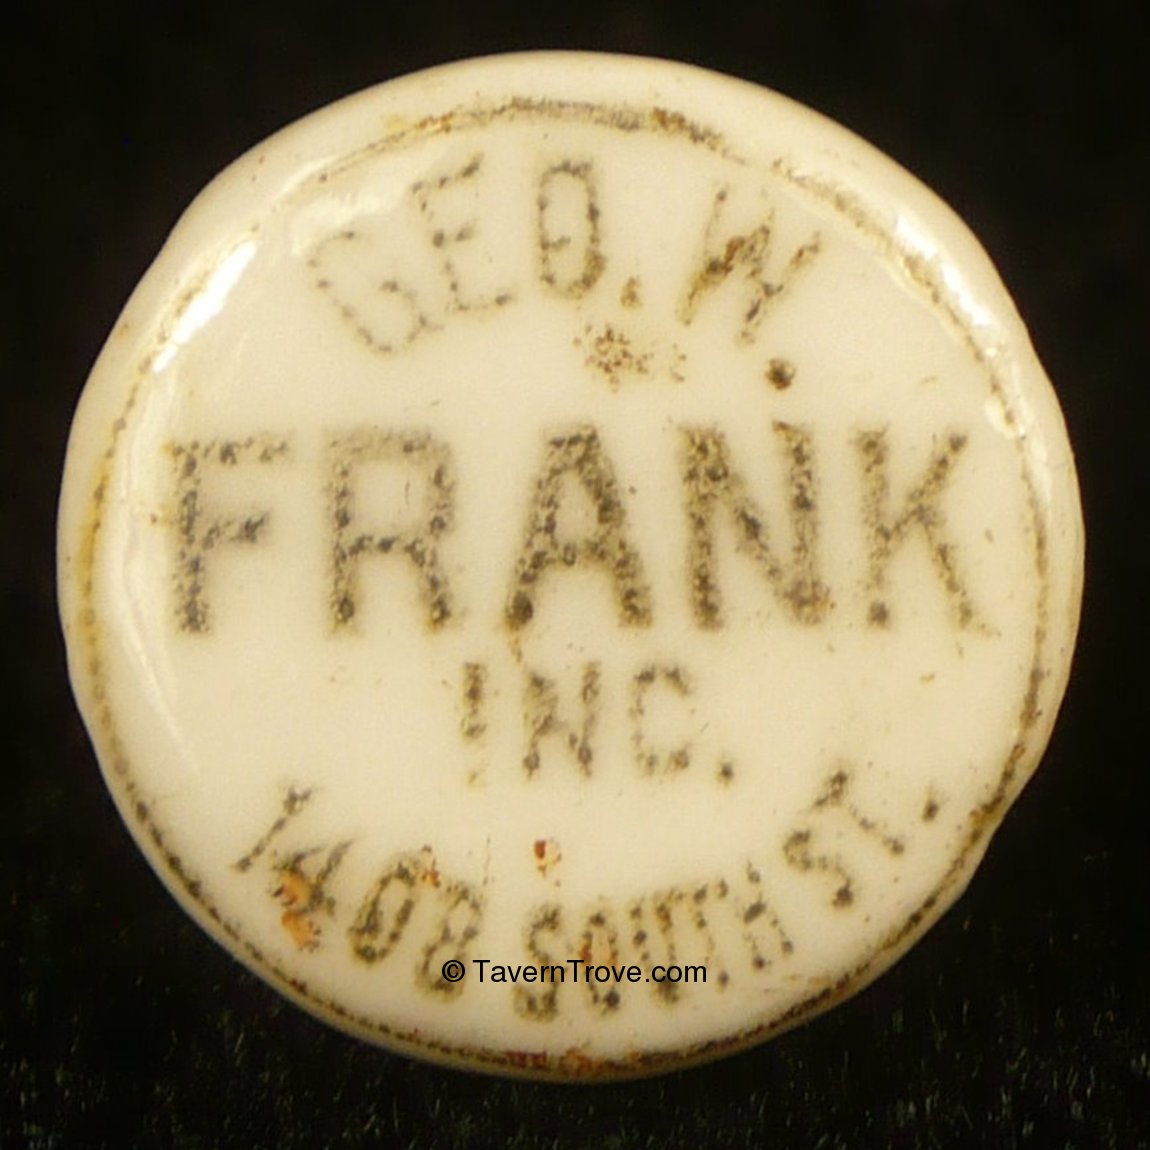 GEO. W.
FRANK
INC.
1408 SOUTH ST.
© TavernTrove.com